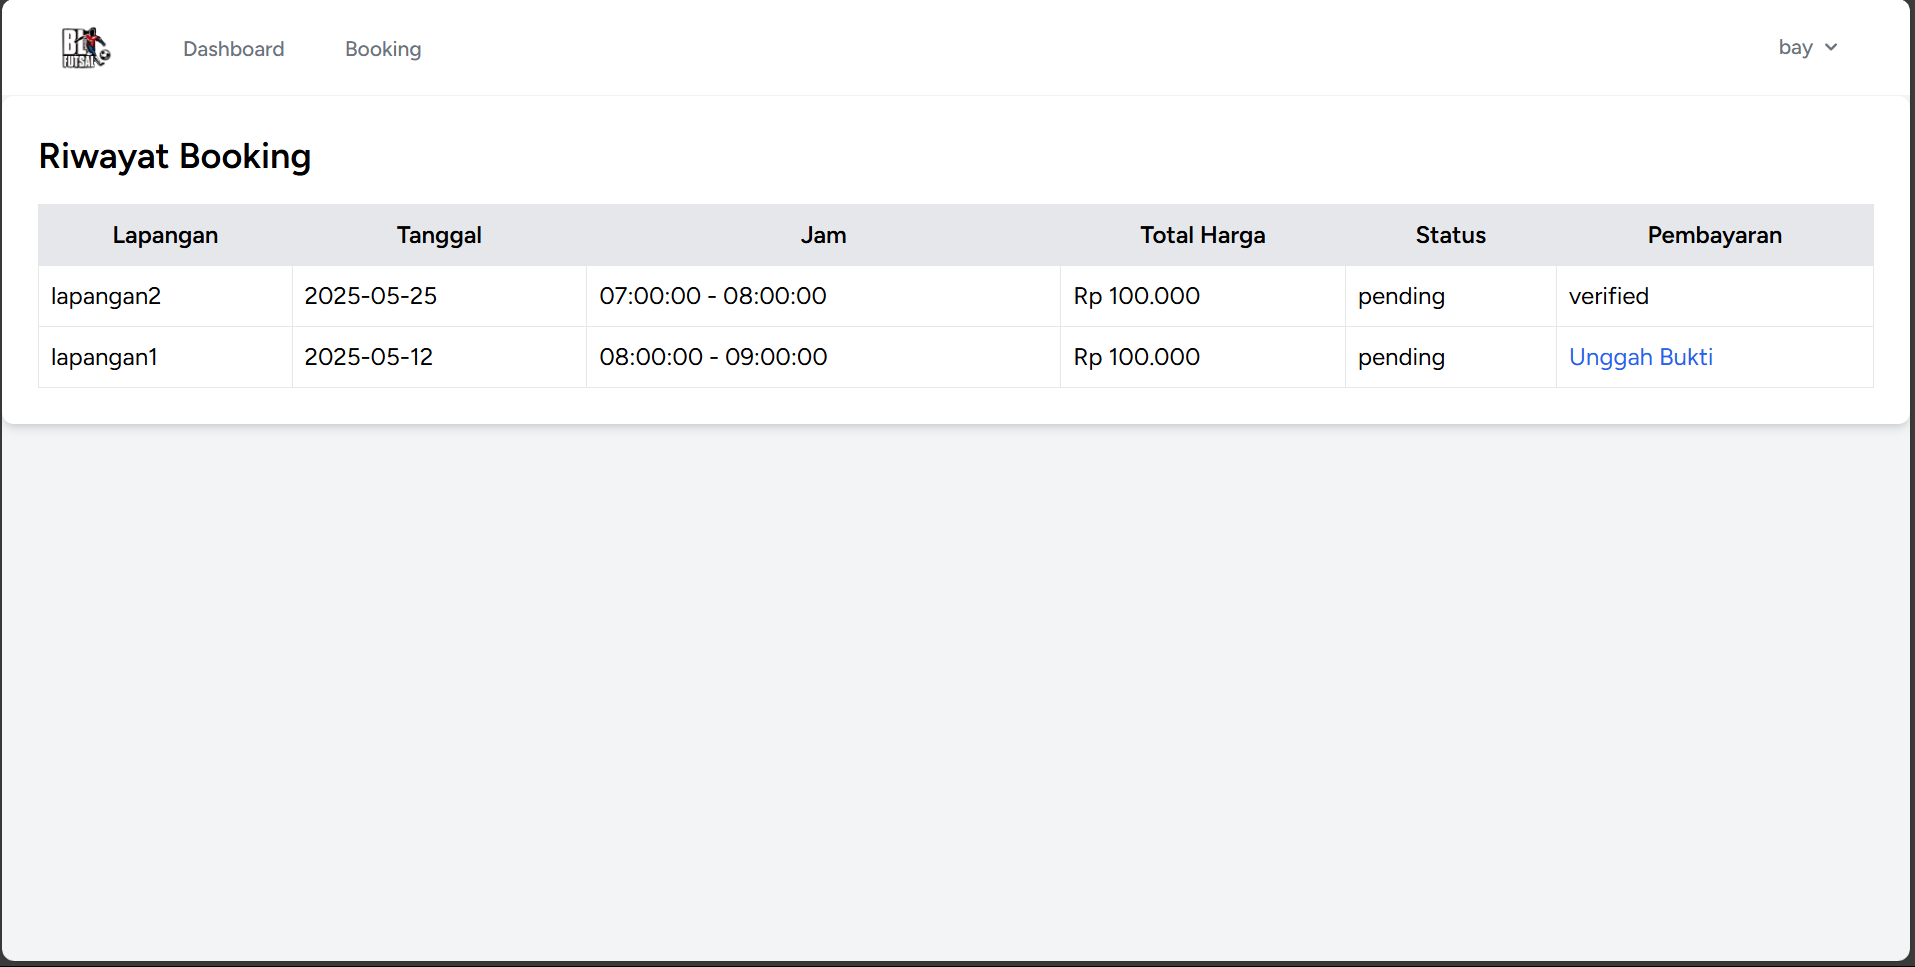 BL FUTSAL
Dashboard Booking bay
Riwayat Booking
Lapangan Tanggal Jam Total Harga Status Pembayaran
lapangan2 2025-05-25 07:00:00 - 08:00:00 Rp 100.000 pending verified
lapangan1 2025-05-12 08:00:00 - 09:00:00 Rp 100.000 pending Unggah Bukti